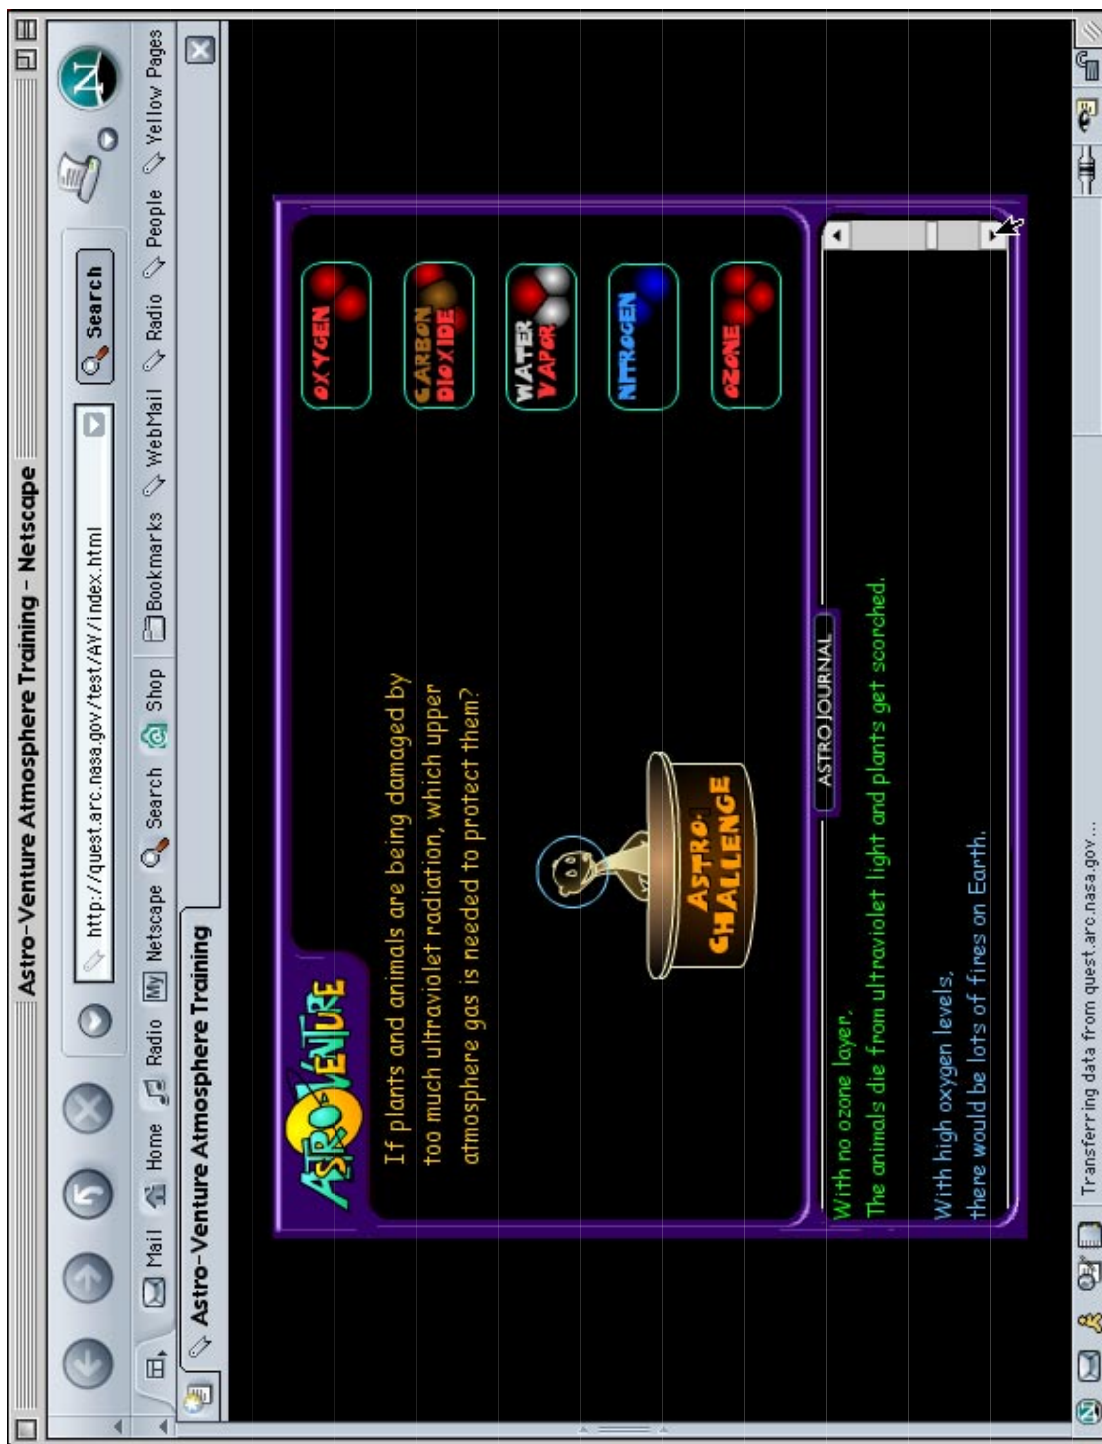 Astro-Venture Atmosphere Training - Netscape
http://quest.arc.nasa.gov/test/AV/index.html
Search
N
Mail Home Radio My Netscape Search Shop Bookmarks WebMail Radio People Yellow Pages
Astro-Venture Atmosphere Training
ASTRO-VENTURE
If plants and animals are being damaged by
too much ultraviolet radiation, which upper
atmosphere gas is needed to protect them?
OXYGEN
CARBON
DIOXIDE
WATER
VAPOR
NITROGEN
OZONE
ASTRO-
CHALLENGE
ASTRO JOURNAL
With no ozone layer,
The animals die from ultraviolet light and plants get scorched.
With high oxygen levels,
there would be lots of fires on Earth.
Transferring data from quest.arc.nasa.gov...